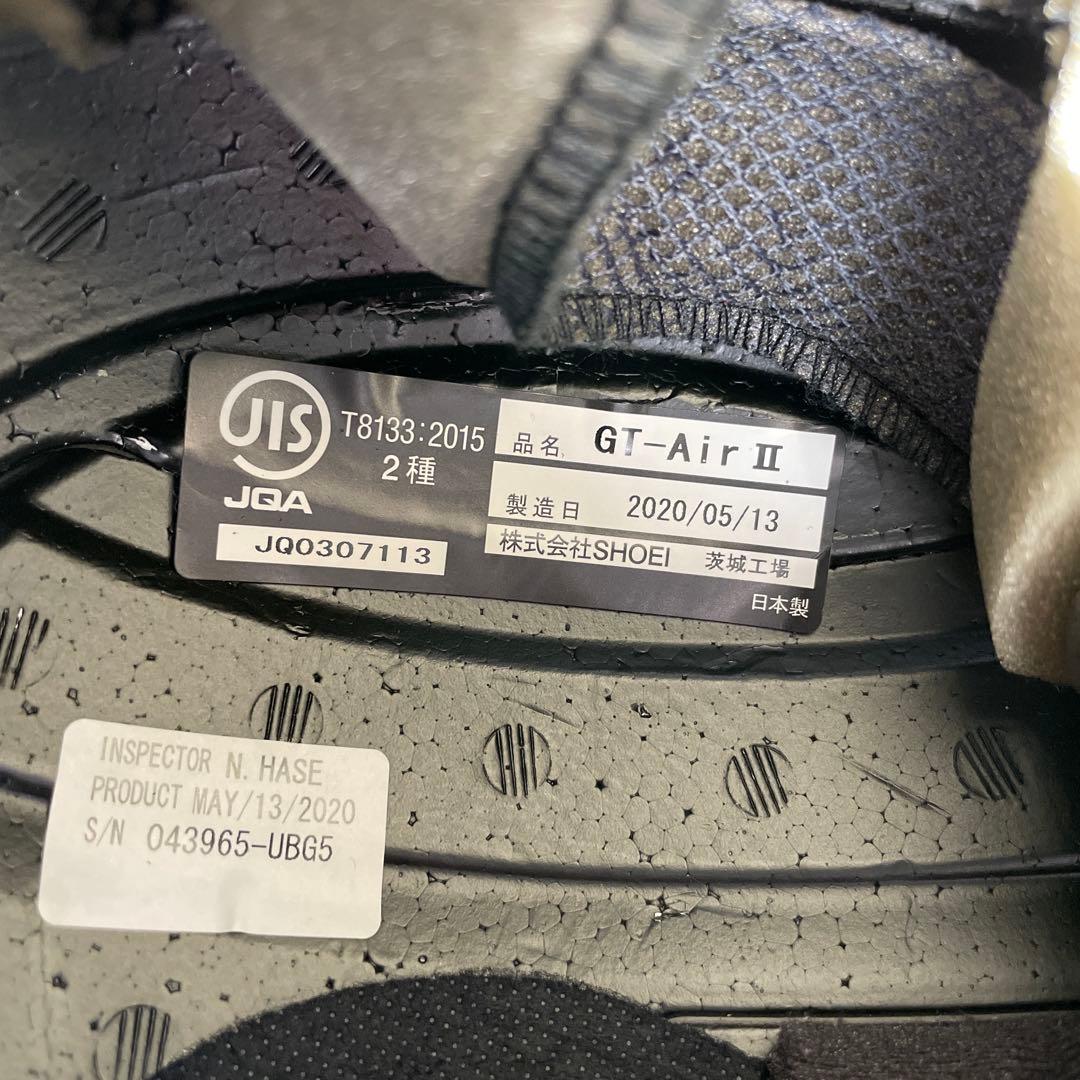 JIS
JQA
T8133:2015
2種
JQ0307113
品名 GT-Air Ⅱ
製造日 2020/05/13
株式会社SHOEI 茨城工場
日本製
INSPECTOR N. HASE
PRODUCT MAY/13/2020
S/N 043965-UBG5